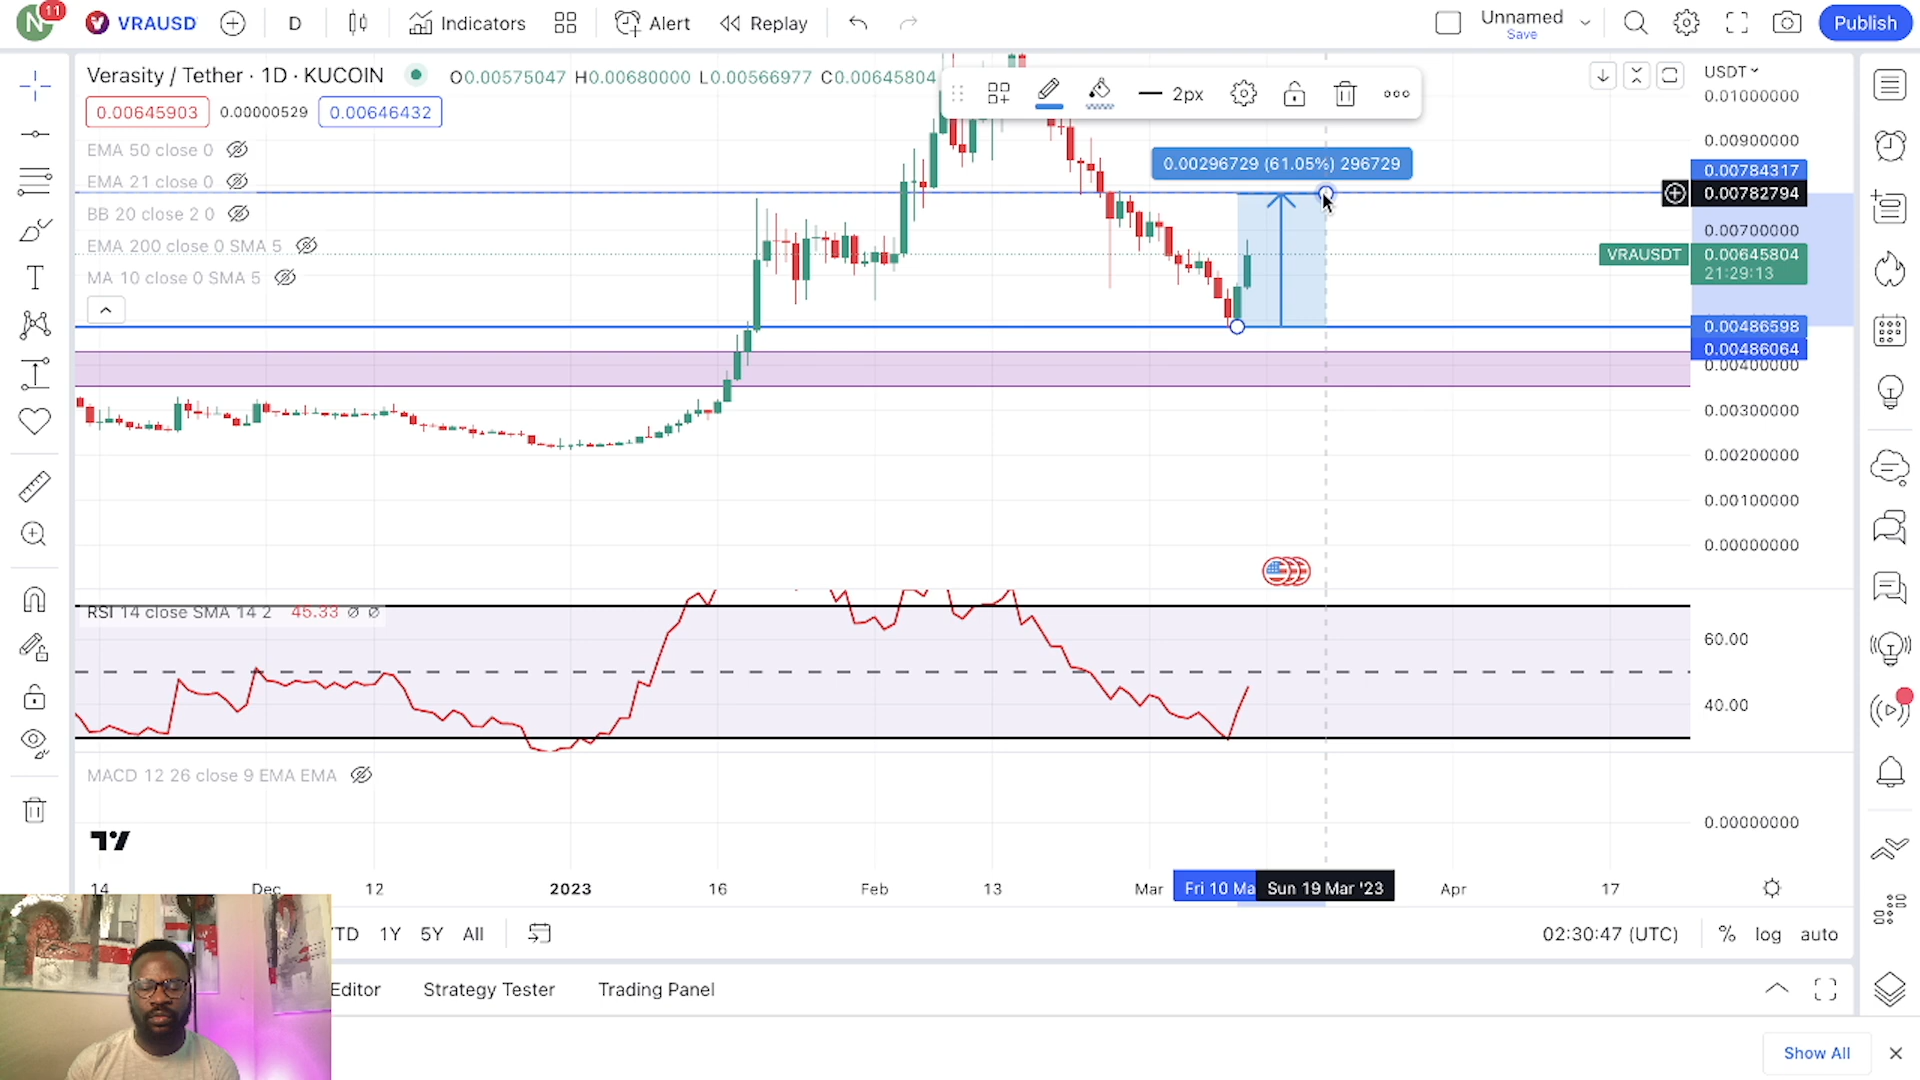 N
11
VRAUSD
D
Indicators
Alert
Replay
Unnamed
Save
Publish
Verasity / Tether · 1D · KUCOIN
O0.00575047 H0.00680000 L0.00566977 C0.00645804
0.00645903
0.00000529
0.00646432
EMA 50 close 0
EMA 21 close 0
BB 20 close 2 0
EMA 200 close 0 SMA 5
MA 10 close 0 SMA 5
2px
0.00296729 (61.05%) 296729
USDT
0.01000000
0.00900000
0.00784317
0.00782794
0.00700000
VRAUSDT
0.00645804
21:29:13
0.00486598
0.00486064
0.00400000
0.00300000
0.00200000
0.00100000
0.00000000
RSI 14 close SMA 14 2 45.33 ∅ ∅
60.00
40.00
MACD 12 26 close 9 EMA EMA
0.00000000
14
Dec
12
2023
16
Feb
13
Mar
Fri 10 Ma
Sun 19 Mar '23
Apr
17
TD
1Y
5Y
All
02:30:47 (UTC)
%
log
auto
Editor
Strategy Tester
Trading Panel
Show All